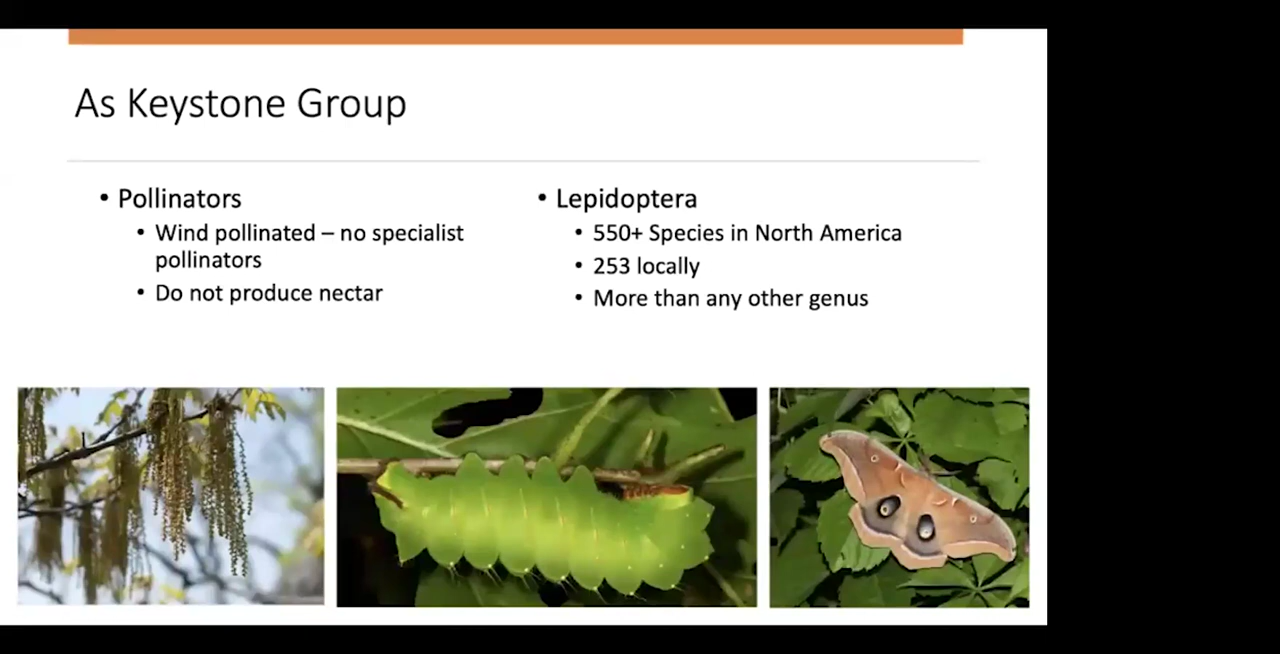 As Keystone Group
• Pollinators
• Wind pollinated – no specialist
pollinators
• Do not produce nectar
• Lepidoptera
• 550+ Species in North America
• 253 locally
• More than any other genus